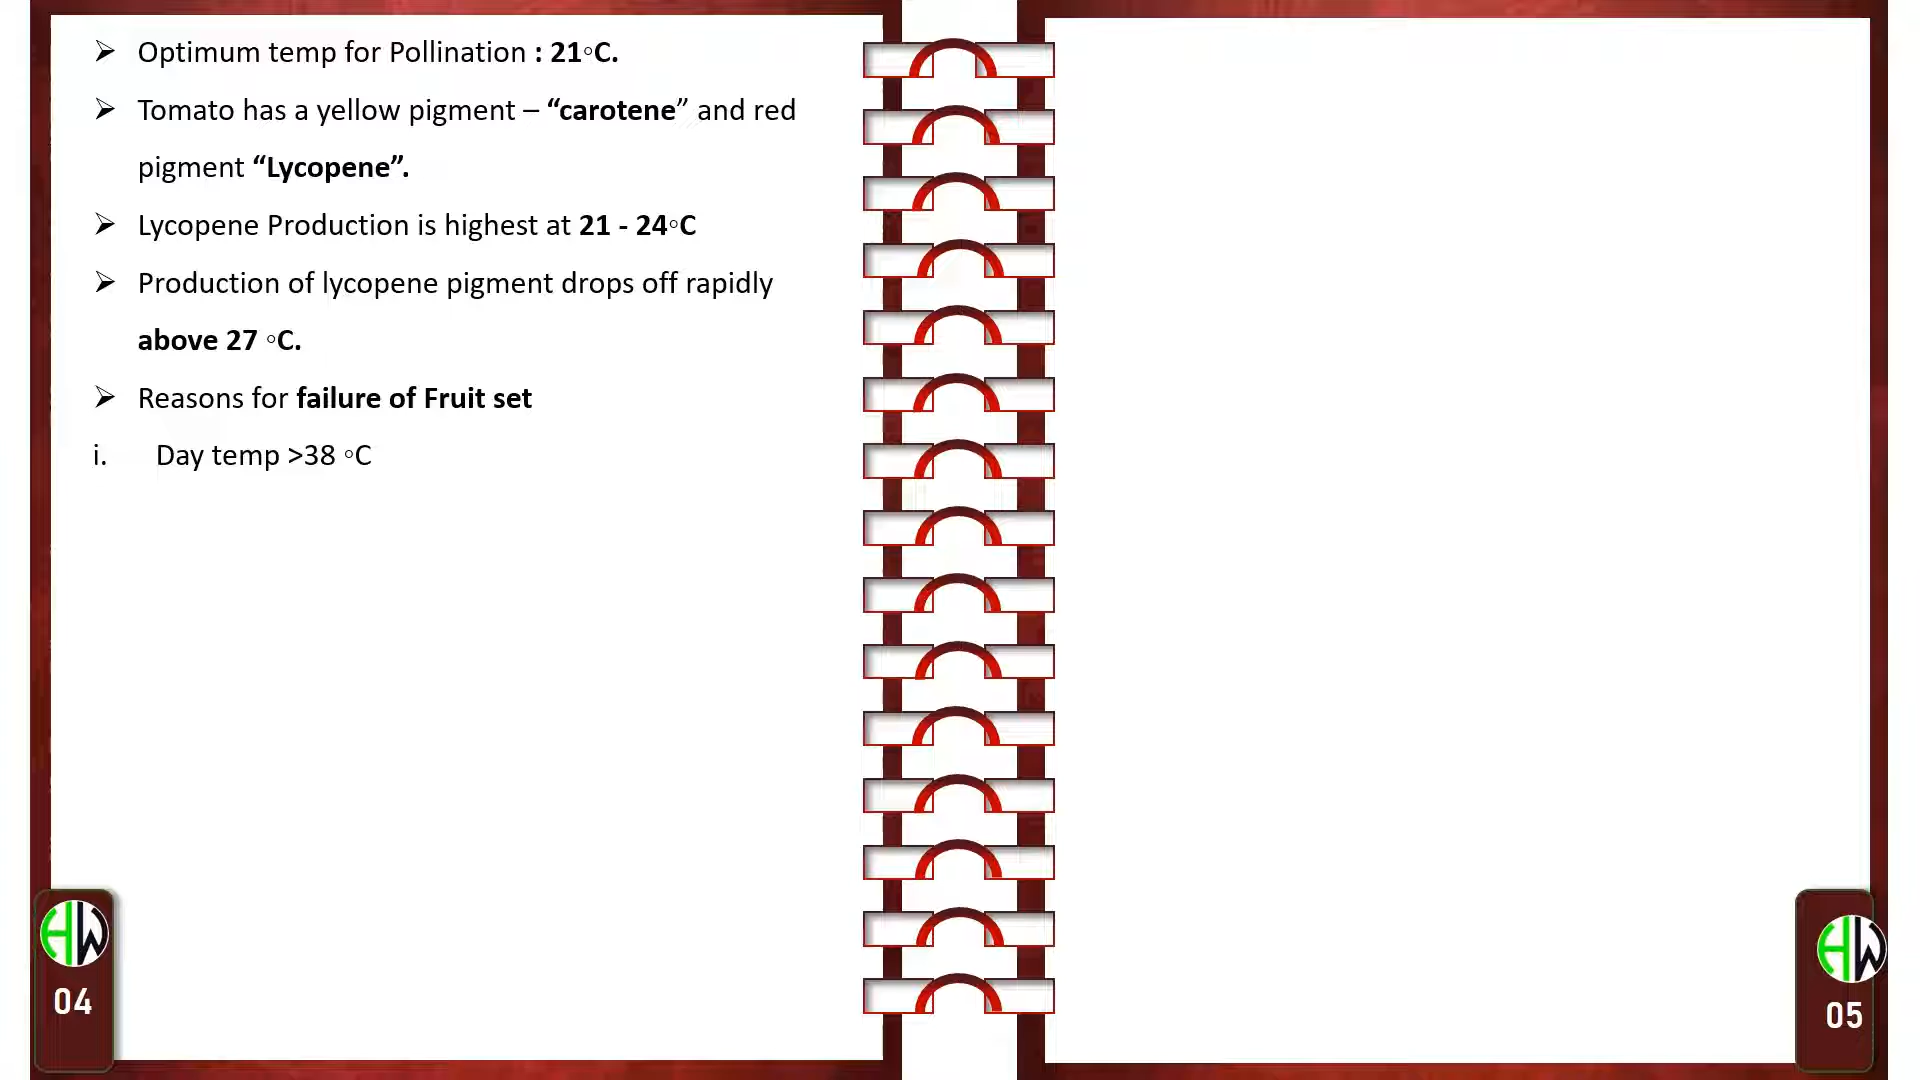 ➢ Optimum temp for Pollination : 21◦C.
➢ Tomato has a yellow pigment – “carotene” and red
pigment “Lycopene”.
➢ Lycopene Production is highest at 21 - 24◦C
➢ Production of lycopene pigment drops off rapidly
above 27 ◦C.
➢ Reasons for failure of Fruit set
i. Day temp >38 ◦C
HW
04
HW
05